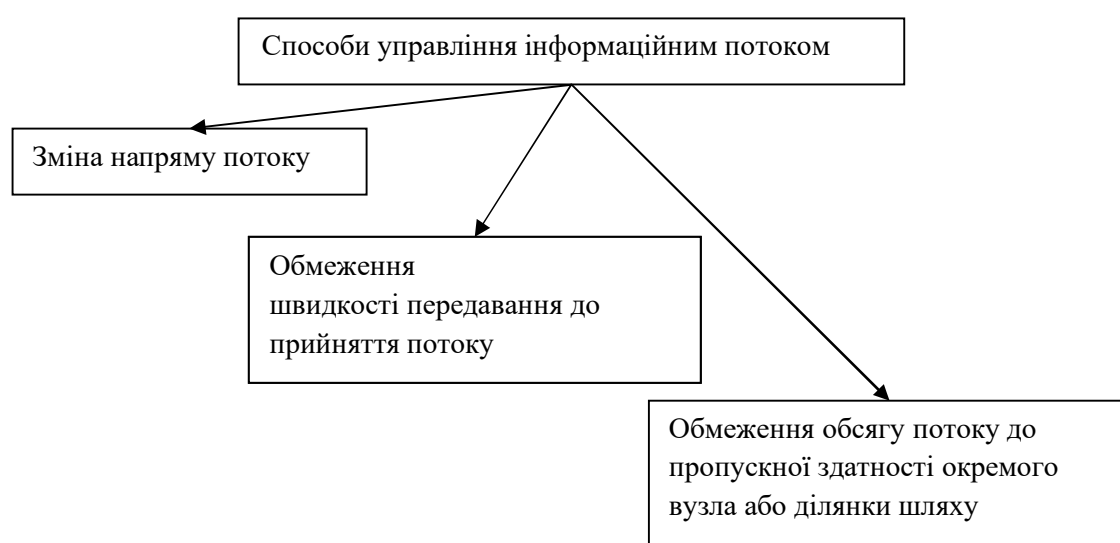 Способи управління інформаційним потоком
Зміна напряму потоку
Обмеження
швидкості передавання до
прийняття потоку
Обмеження обсягу потоку до
пропускної здатності окремого
вузла або ділянки шляху